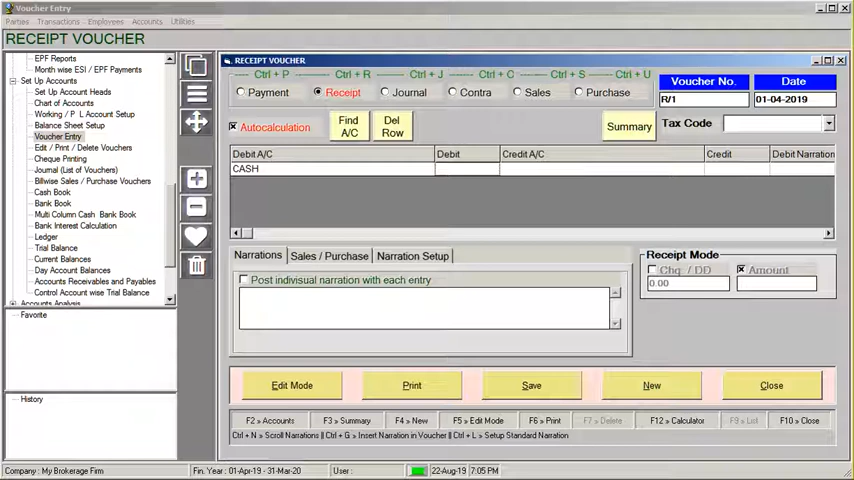 Voucher Entry
Parties Transactions Employees Accounts Utilities
RECEIPT VOUCHER
EPF Reports
Month wise ESI / EPF Payments
Set Up Accounts
Set Up Account Heads
Chart of Accounts
Working / P L Account Setup
Balance Sheet Setup
Voucher Entry
Edit / Print / Delete Vouchers
Cheque Printing
Journal (List of Vouchers)
Billwise Sales / Purchase Vouchers
Cash Book
Bank Book
Multi Column Cash Bank Book
Bank Interest Calculation
Ledger
Trial Balance
Current Balances
Day Account Balances
Accounts Receivables and Payables
Control Account wise Trial Balance
Accounts Analysis
Favorite
History
RECEIPT VOUCHER
Ctrl + P Ctrl + R Ctrl + J Ctrl + C Ctrl + S Ctrl + U
Payment Receipt Journal Contra Sales Purchase
Voucher No. Date
R/1 01-04-2019
Autocalculation Find A/C Del Row Summary Tax Code
Debit A/C Debit Credit A/C Credit Debit Narration
CASH
Narrations Sales / Purchase Narration Setup
Post indivisual narration with each entry
Receipt Mode
Chq. / DD Amount
0.00
Edit Mode Print Save New Close
F2 » Accounts F3 » Summary F4 » New F5 » Edit Mode F6 » Print F7 » Delete F12 » Calculator F9 » List F10 » Close
Ctrl + N » Scroll Narrations || Ctrl + G » Insert Narration in Voucher || Ctrl + L » Setup Standard Narration
Company : My Brokerage Firm Fin. Year : 01-Apr-19 - 31-Mar-20 User : 22-Aug-19 7:05 PM